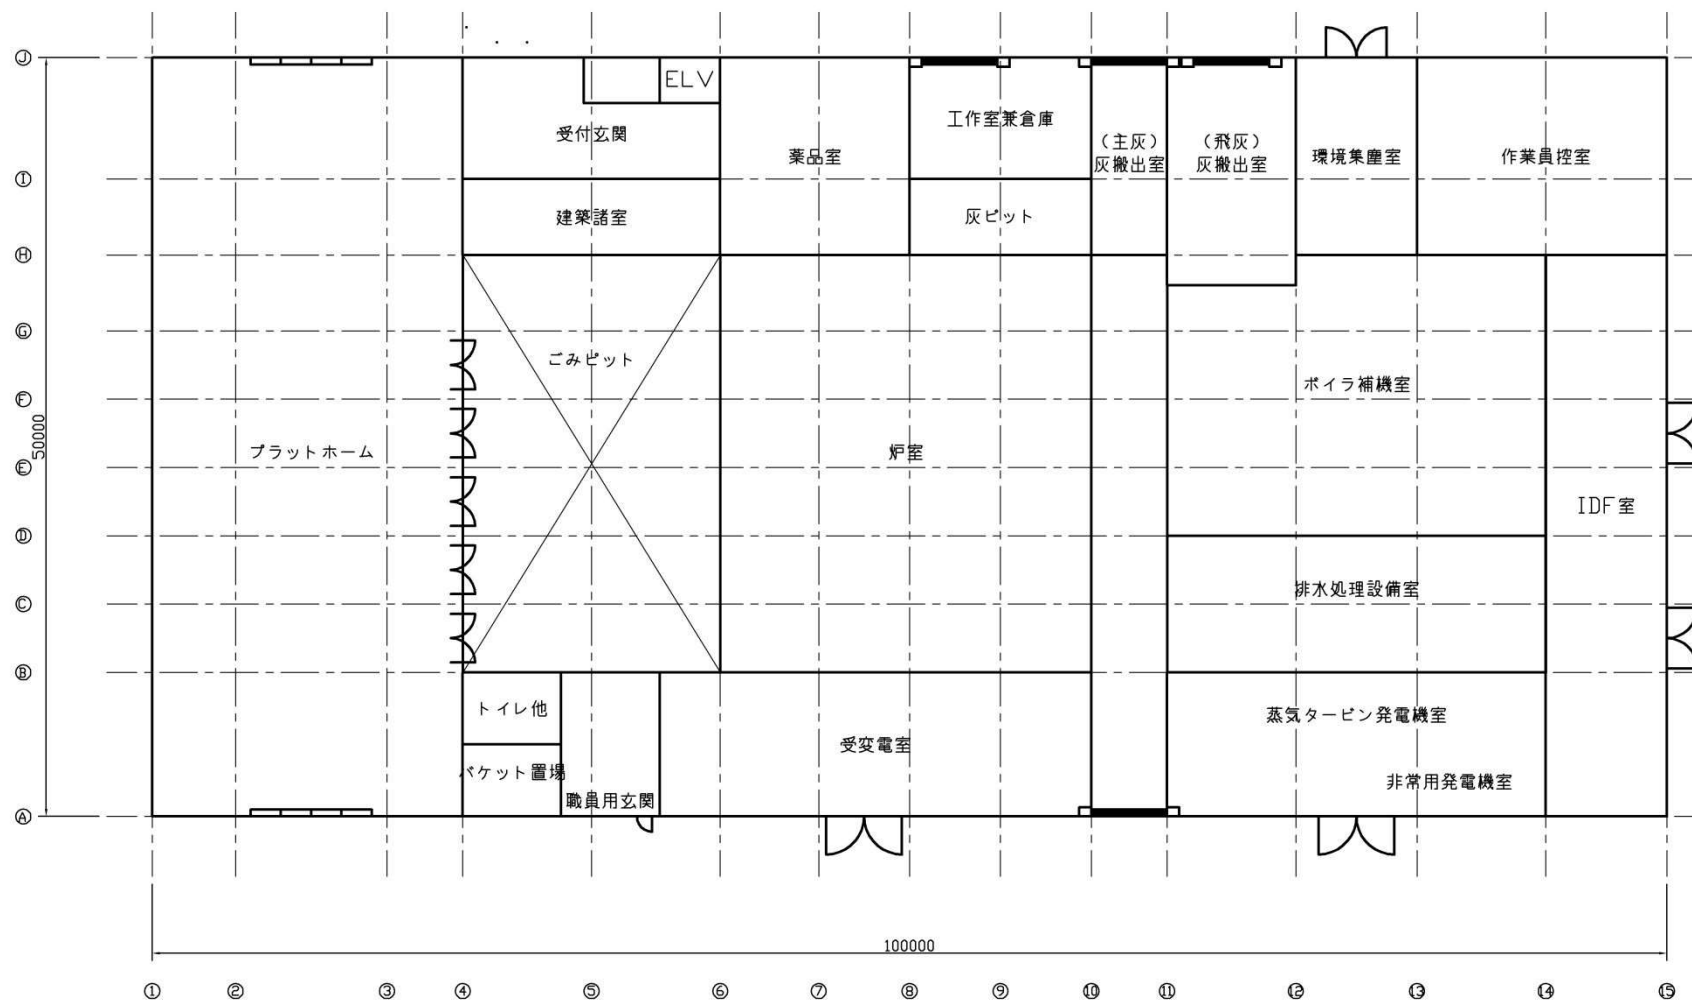 Ⓙ
ELV
工作室兼倉庫
受付玄関
(主灰)
灰搬出室
(飛灰)
灰搬出室
薬品室
環境集塵室
作業員控室
Ⓘ
建築諸室
灰ピット
Ⓗ
Ⓖ
ごみピット
ボイラ補機室
Ⓕ
50000
プラットホーム
炉室
Ⓔ
IDF室
Ⓓ
排水処理設備室
Ⓒ
Ⓑ
トイレ他
蒸気タービン発電機室
受変電室
バケット置場
非常用発電機室
職員用玄関
Ⓐ
100000
① ② ③ ④ ⑤ ⑥ ⑦ ⑧ ⑨ ⑩ ⑪ ⑫ ⑬ ⑭ ⑮